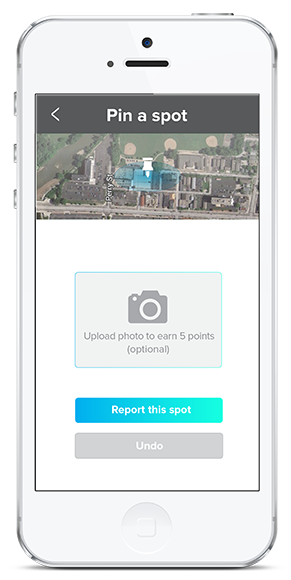 Pin a spot
Perry St
Upload photo to earn 5 points
(optional)
Report this spot
Undo